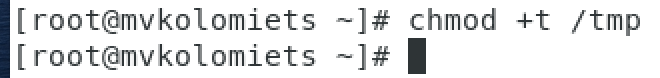 [root@mvkolomiets ~]# chmod +t /tmp
[root@mvkolomiets ~]#